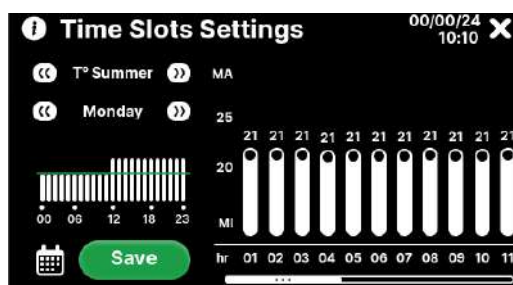 i Time Slots Settings
00/00/24
10:10
T° Summer
Monday
MA
25
20
MI
21 21 21 21 21 21 21 21 21 21 21
00 06 12 18 23
Save
hr 01 02 03 04 05 06 07 08 09 10 11